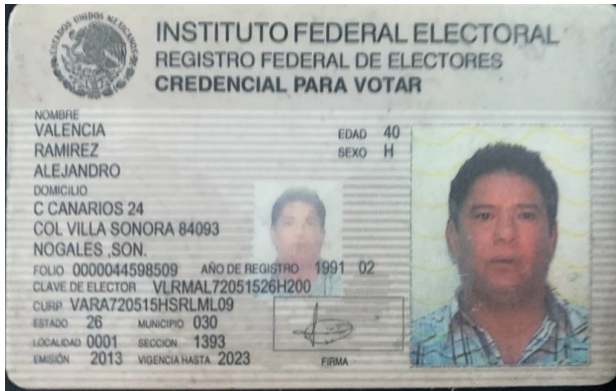 ESTADOS UNIDOS MEXICANOS
INSTITUTO FEDERAL ELECTORAL
REGISTRO FEDERAL DE ELECTORES
CREDENCIAL PARA VOTAR
NOMBRE
VALENCIA
RAMIREZ
ALEJANDRO
EDAD 40
SEXO H
DOMICILIO
C CANARIOS 24
COL VILLA SONORA 84093
NOGALES ,SON.
FOLIO 0000044598509 AÑO DE REGISTRO 1991 02
CLAVE DE ELECTOR VLRMAL72051526H200
CURP VARA720515HSRLML09
ESTADO 26 MUNICIPIO 030
LOCALIDAD 0001 SECCION 1393
EMISIÓN 2013 VIGENCIA HASTA 2023
FIRMA